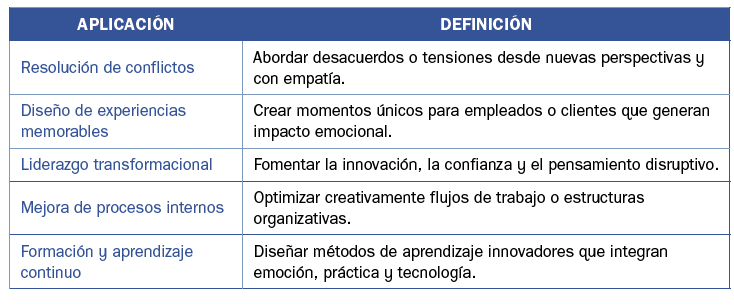 APLICACIÓN DEFINICIÓN
Resolución de conflictos
Abordar desacuerdos o tensiones desde nuevas perspectivas y
con empatía.
Diseño de experiencias
memorables
Crear momentos únicos para empleados o clientes que generan
impacto emocional.
Liderazgo transformacional
Fomentar la innovación, la confianza y el pensamiento disruptivo.
Mejora de procesos internos
Optimizar creativamente flujos de trabajo o estructuras
organizativas.
Formación y aprendizaje
continuo
Diseñar métodos de aprendizaje innovadores que integran
emoción, práctica y tecnología.